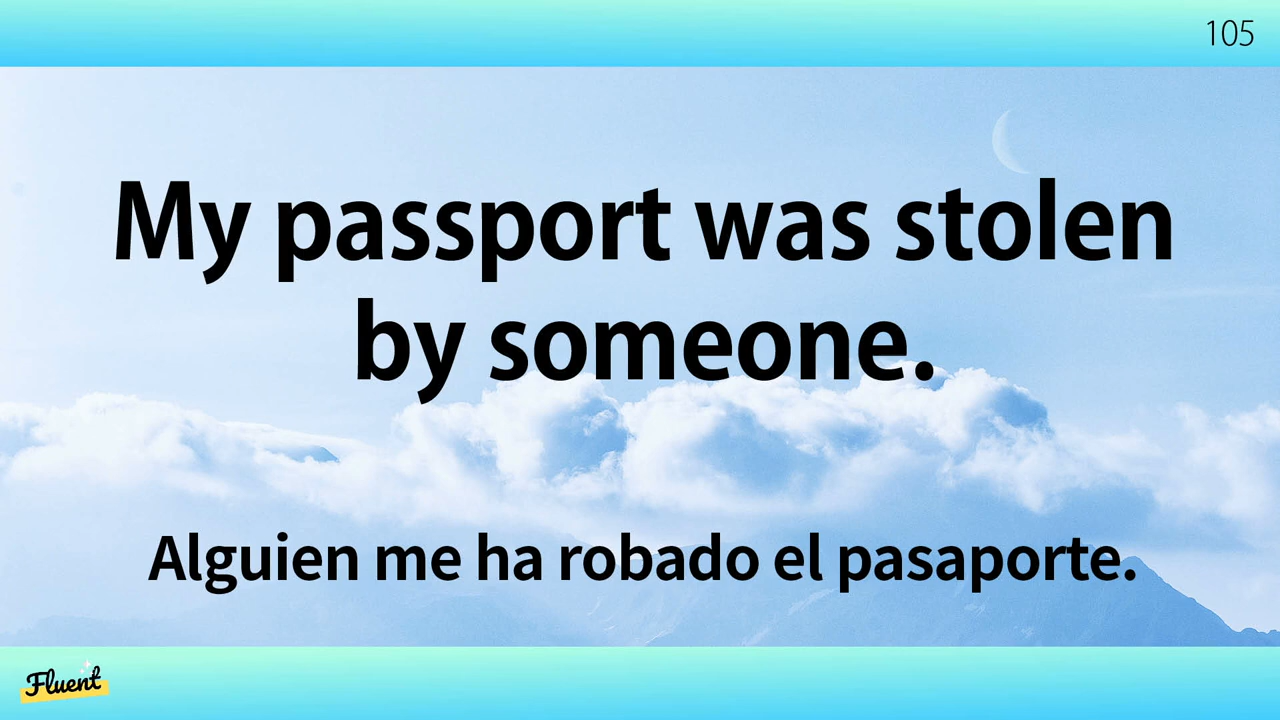 105
My passport was stolen
by someone.
Alguien me ha robado el pasaporte.
Fluent